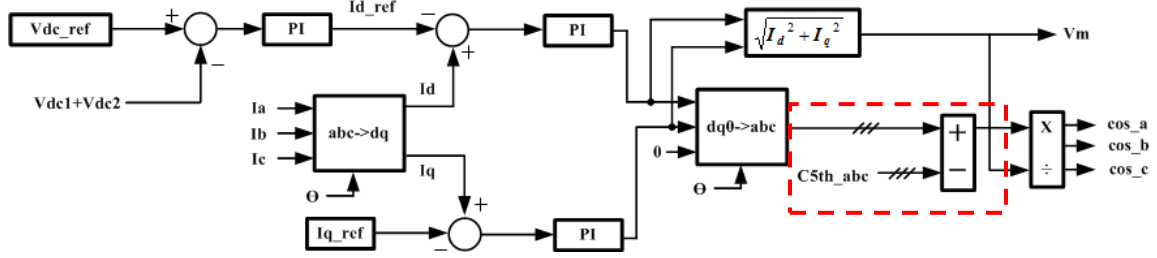 Vdc_ref
+
−
PI
Id_ref
−
+
PI
√Id² + Iq²
Vm
Vdc1+Vdc2
Ia
Ib
Ic
abc->dq
Id
Iq
Ө
dq0->abc
0
Ө
C5th_abc
+
−
X
÷
cos_a
cos_b
cos_c
Iq_ref
+
−
PI